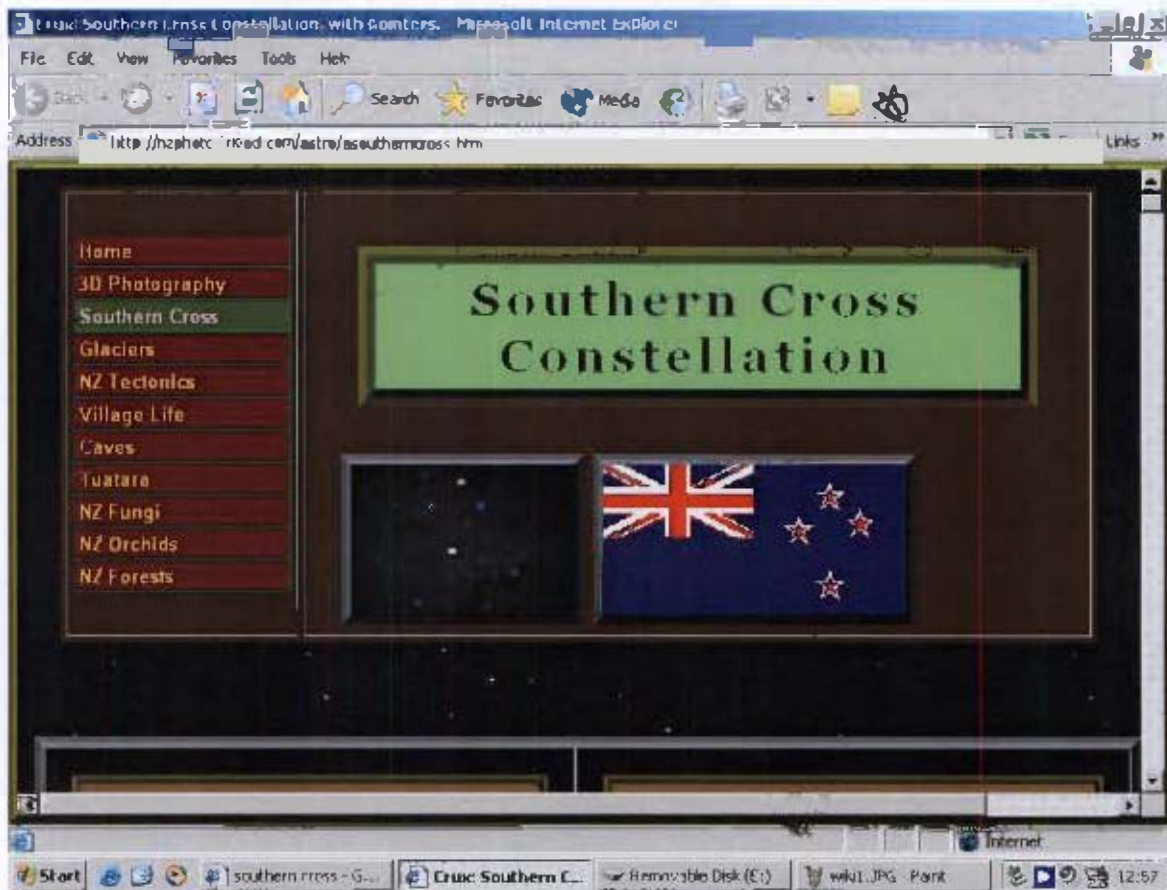 Crux: Southern Cross Constellation with Pointers. - Microsoft Internet Explorer
File Edit View Favorites Tools Help
Back Search Favorites Media
Address Links »
Home
3D Photography
Southern Cross
Glaciers
NZ Tectonics
Village Life
Caves
Tuatara
NZ Fungi
NZ Orchids
NZ Forests
Southern Cross
Constellation
Internet
Start southern cross - G... Crux: Southern C... Removable Disk (E:) wiki1.JPG - Paint 12:57